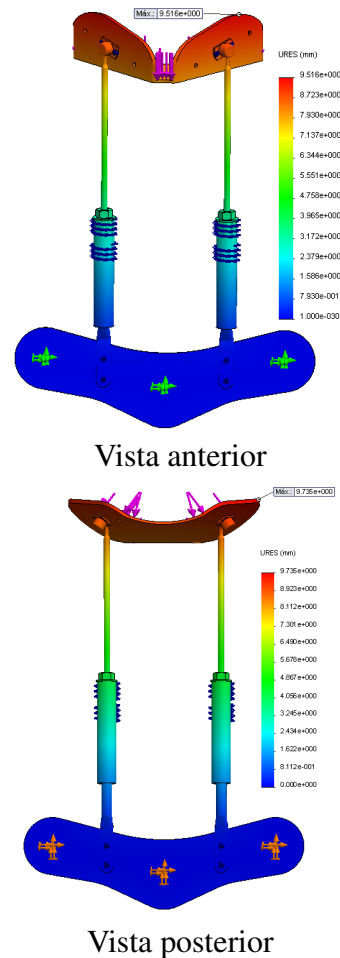 Máx.: 9.516e+000
URES (mm)
9.516e+000
8.723e+000
7.930e+000
7.137e+000
6.344e+000
5.551e+000
4.758e+000
3.965e+000
3.172e+000
2.379e+000
1.586e+000
7.930e-001
1.000e-030
Vista anterior
Máx.: 9.735e+000
URES (mm)
9.735e+000
8.923e+000
8.112e+000
7.301e+000
6.490e+000
5.678e+000
4.867e+000
4.056e+000
3.245e+000
2.434e+000
1.622e+000
8.112e-001
0.000e+000
Vista posterior